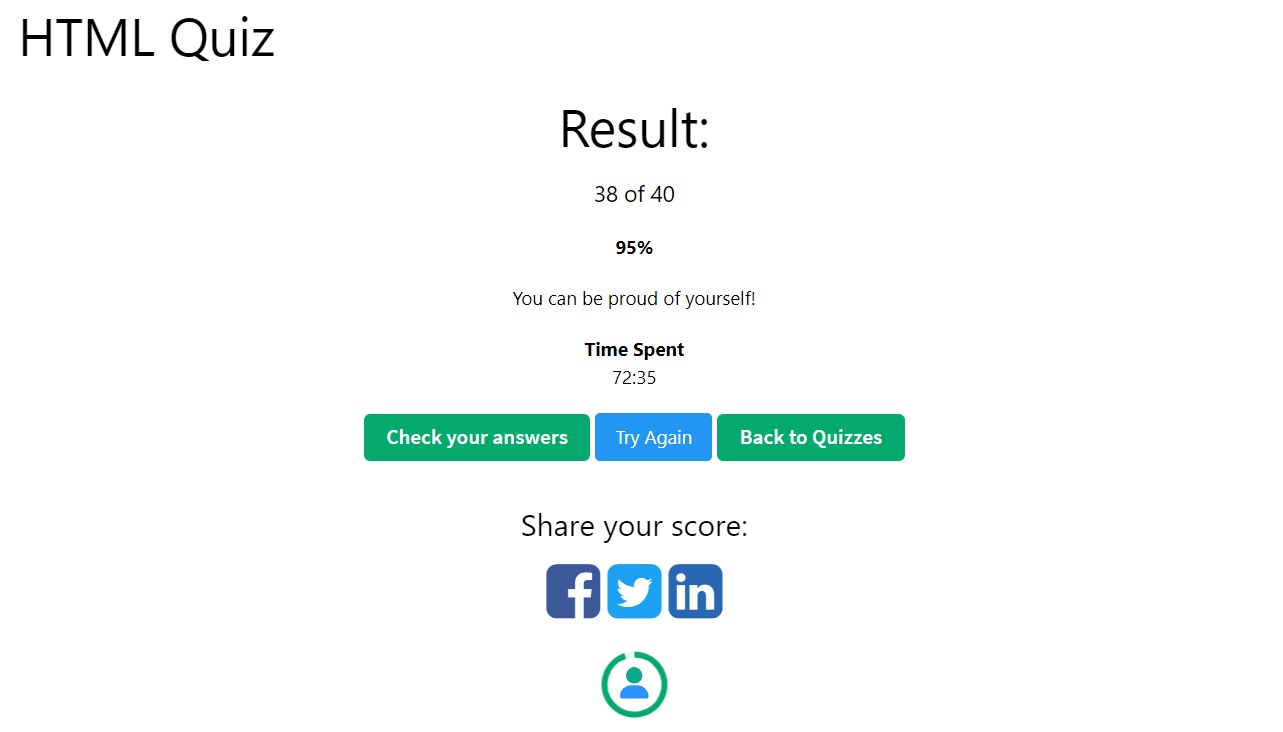 HTML Quiz
Result:
38 of 40
95%
You can be proud of yourself!
Time Spent
72:35
Check your answers Try Again Back to Quizzes
Share your score:
f in